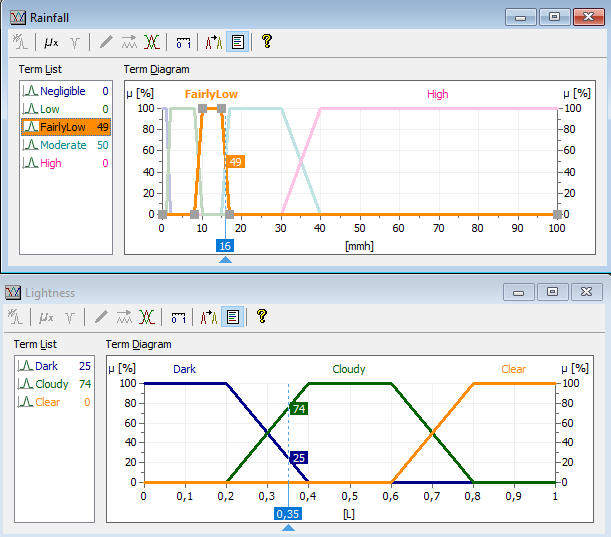 Rainfall
µx
0 1
?
Term List
Term Diagram
Negligible 0
Low 0
FairlyLow 49
Moderate 50
High 0
µ [%] FairlyLow High µ [%]
100 100
80 80
60 60
49
40 40
20 20
0 0
0 10 20 30 40 50 60 70 80 90 100
16 [mmh]
Lightness
µx
0 1
?
Term List
Term Diagram
Dark 25
Cloudy 74
Clear 0
µ [%] Dark Cloudy Clear µ [%]
100 100
80 80
74
60 60
40 40
25
20 20
0 0
0 0,1 0,2 0,3 0,4 0,5 0,6 0,7 0,8 0,9 1
0,35 [L]